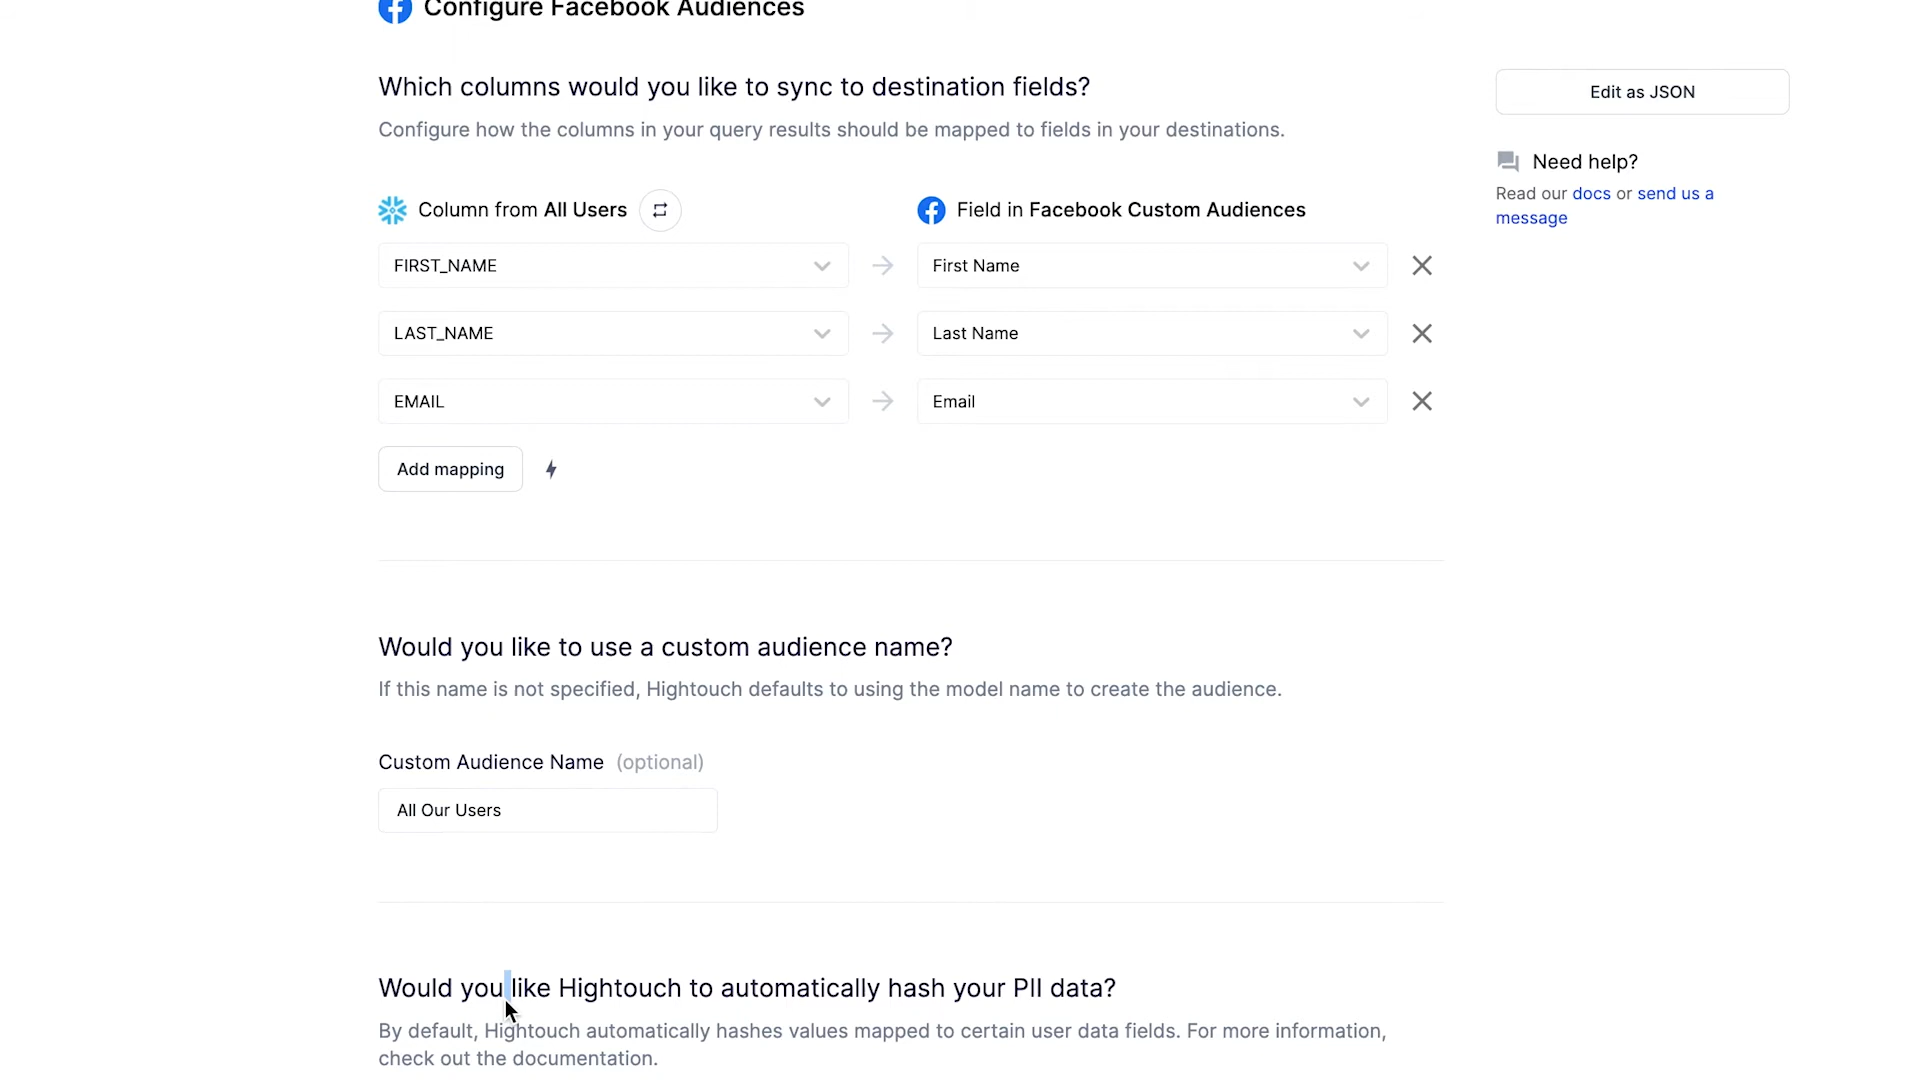 Configure Facebook Audiences
Which columns would you like to sync to destination fields?
Configure how the columns in your query results should be mapped to fields in your destinations.
Edit as JSON
Need help?
Read our docs or send us a
message
Column from All Users
Field in Facebook Custom Audiences
FIRST_NAME
First Name
LAST_NAME
Last Name
EMAIL
Email
Add mapping
Would you like to use a custom audience name?
If this name is not specified, Hightouch defaults to using the model name to create the audience.
Custom Audience Name (optional)
All Our Users
Would you like Hightouch to automatically hash your PII data?
By default, Hightouch automatically hashes values mapped to certain user data fields. For more information,
check out the documentation.